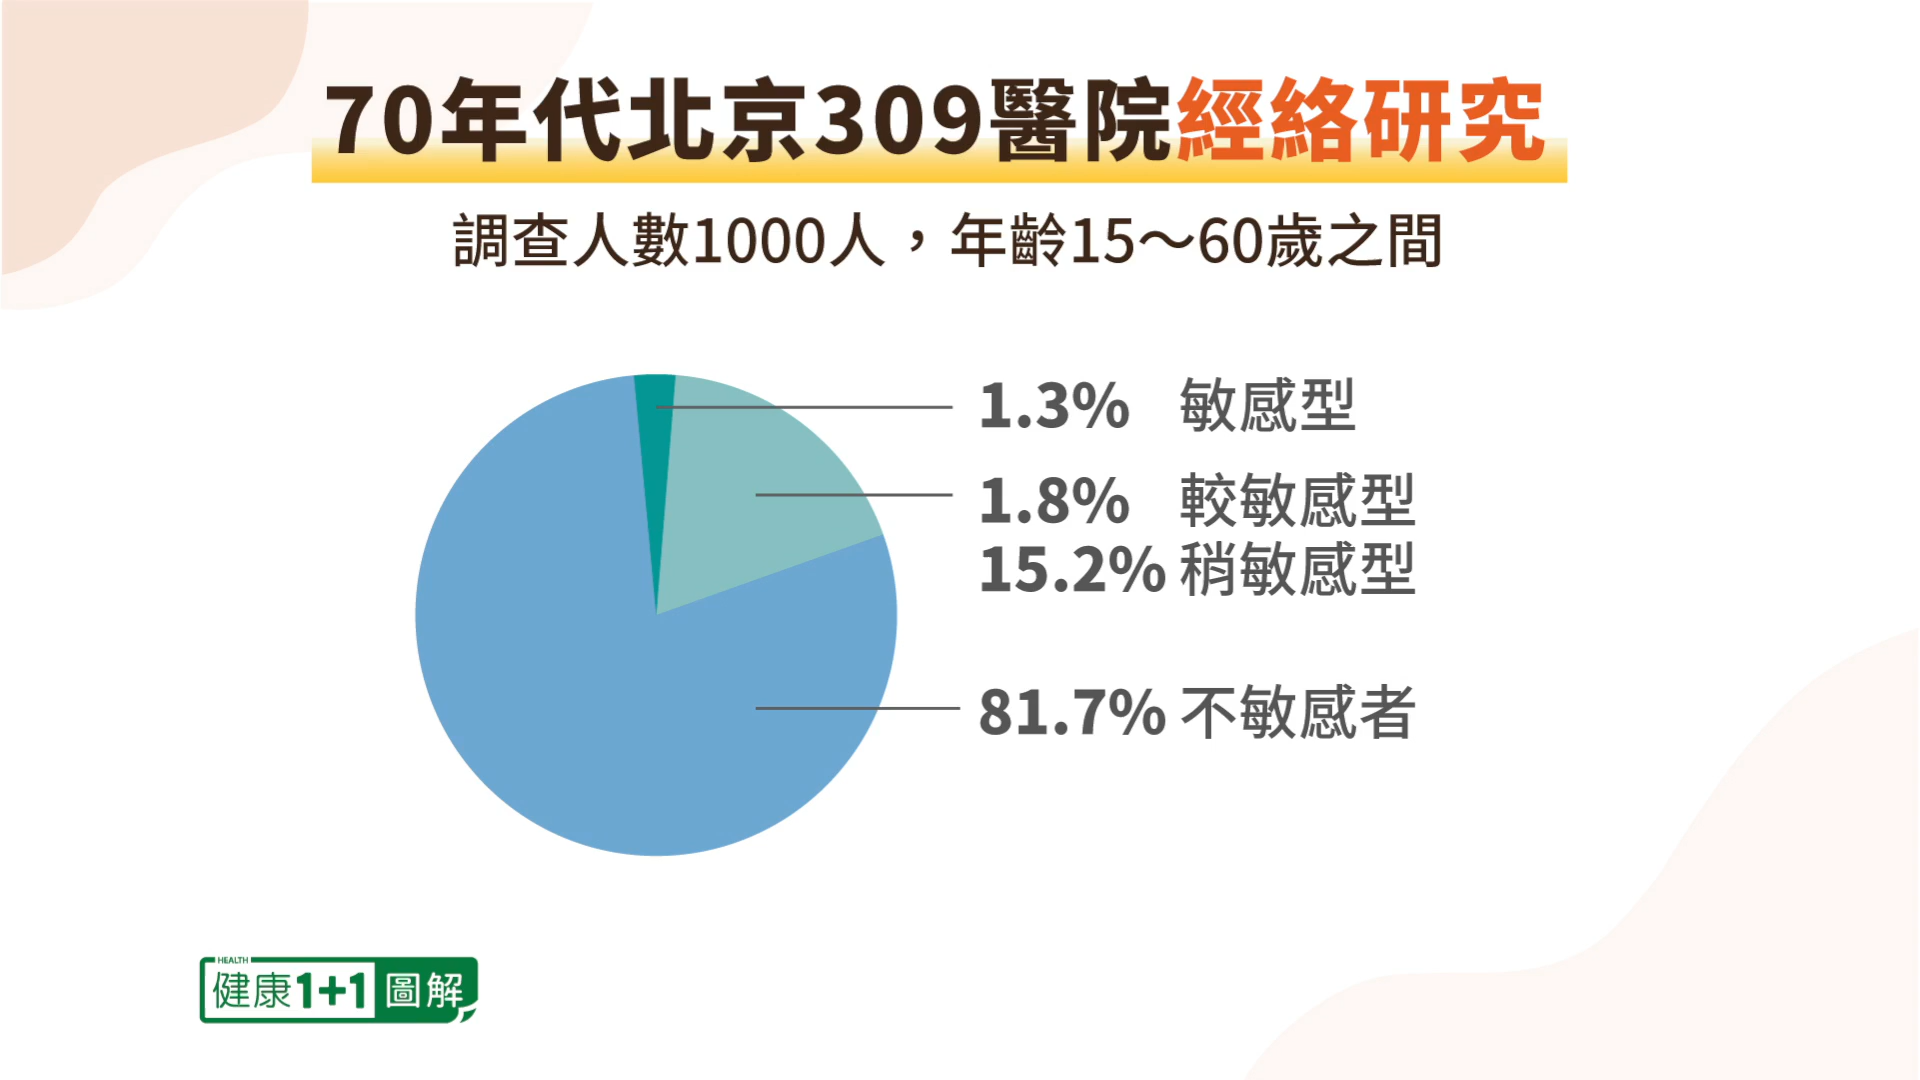 70年代北京309醫院經絡研究
調查人數1000人，年齡15～60歲之間
1.3% 敏感型
1.8% 較敏感型
15.2% 稍敏感型
81.7% 不敏感者
HEALTH
健康1+1圖解